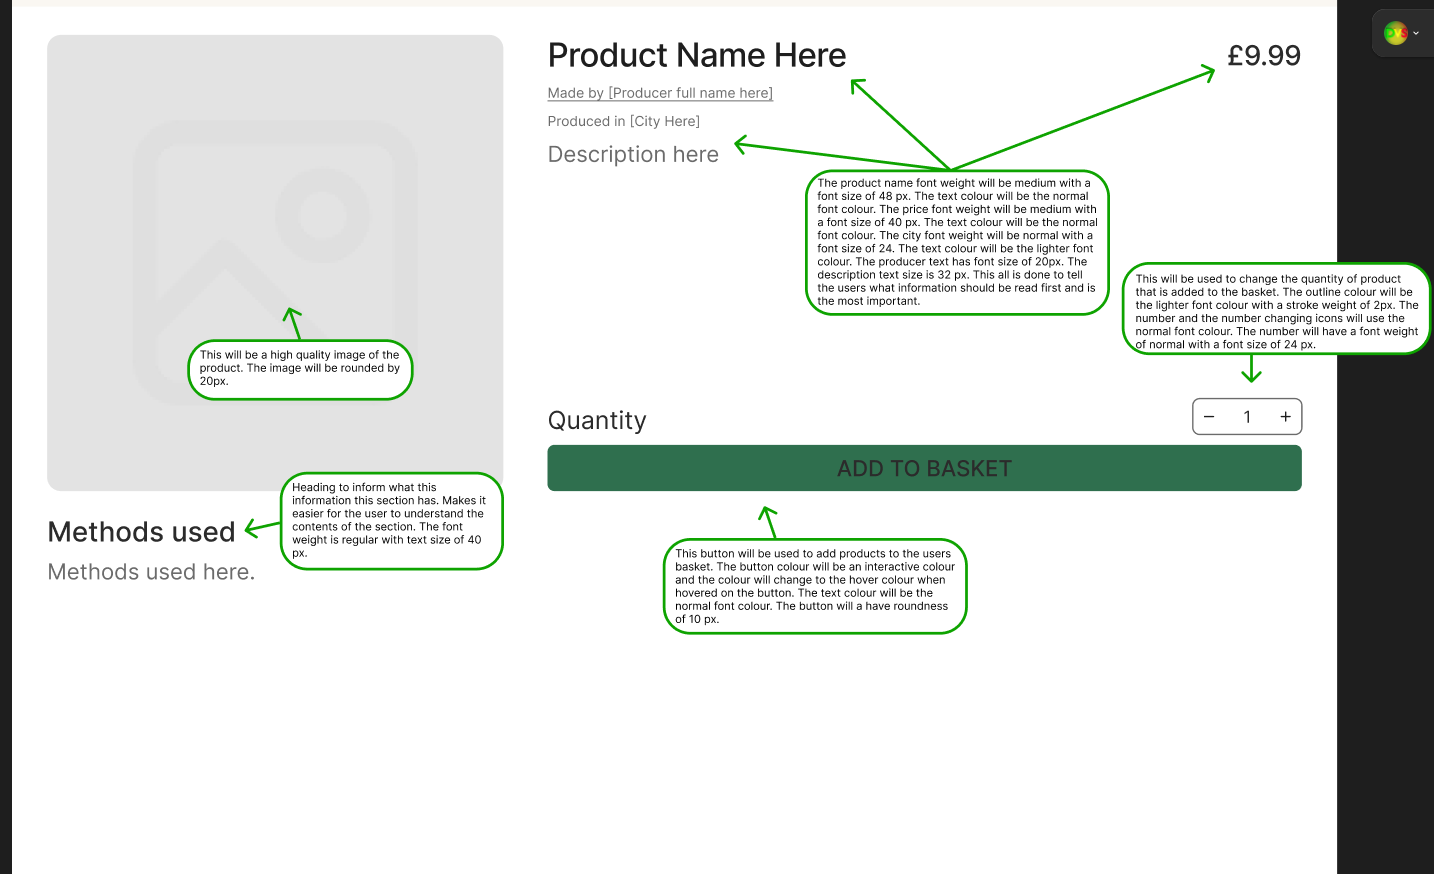 Product Name Here
£9.99
Made by [Producer full name here]
Produced in [City Here]
Description here
The product name font weight will be medium with a
font size of 48 px. The text colour will be the normal
font colour. The price font weight will be medium with
a font size of 40 px. The text colour will be the normal
font colour. The city font weight will be normal with a
font size of 24. The text colour will be the lighter font
colour. The producer text has font size of 20px. The
description text size is 32 px. This all is done to tell
the users what information should be read first and is
the most important.
This will be used to change the quantity of product
that is added to the basket. The outline colour will be
the lighter font colour with a stroke weight of 2px. The
number and the number changing icons will use the
normal font colour. The number will have a font weight
of normal with a font size of 24 px.
This will be a high quality image of the
product. The image will be rounded by
20px.
Quantity
− 1 +
ADD TO BASKET
Heading to inform what this
information this section has. Makes it
easier for the user to understand the
contents of the section. The font
weight is regular with text size of 40
px.
Methods used
Methods used here.
This button will be used to add products to the users
basket. The button colour will be an interactive colour
and the colour will change to the hover colour when
hovered on the button. The text colour will be the
normal font colour. The button will a have roundness
of 10 px.